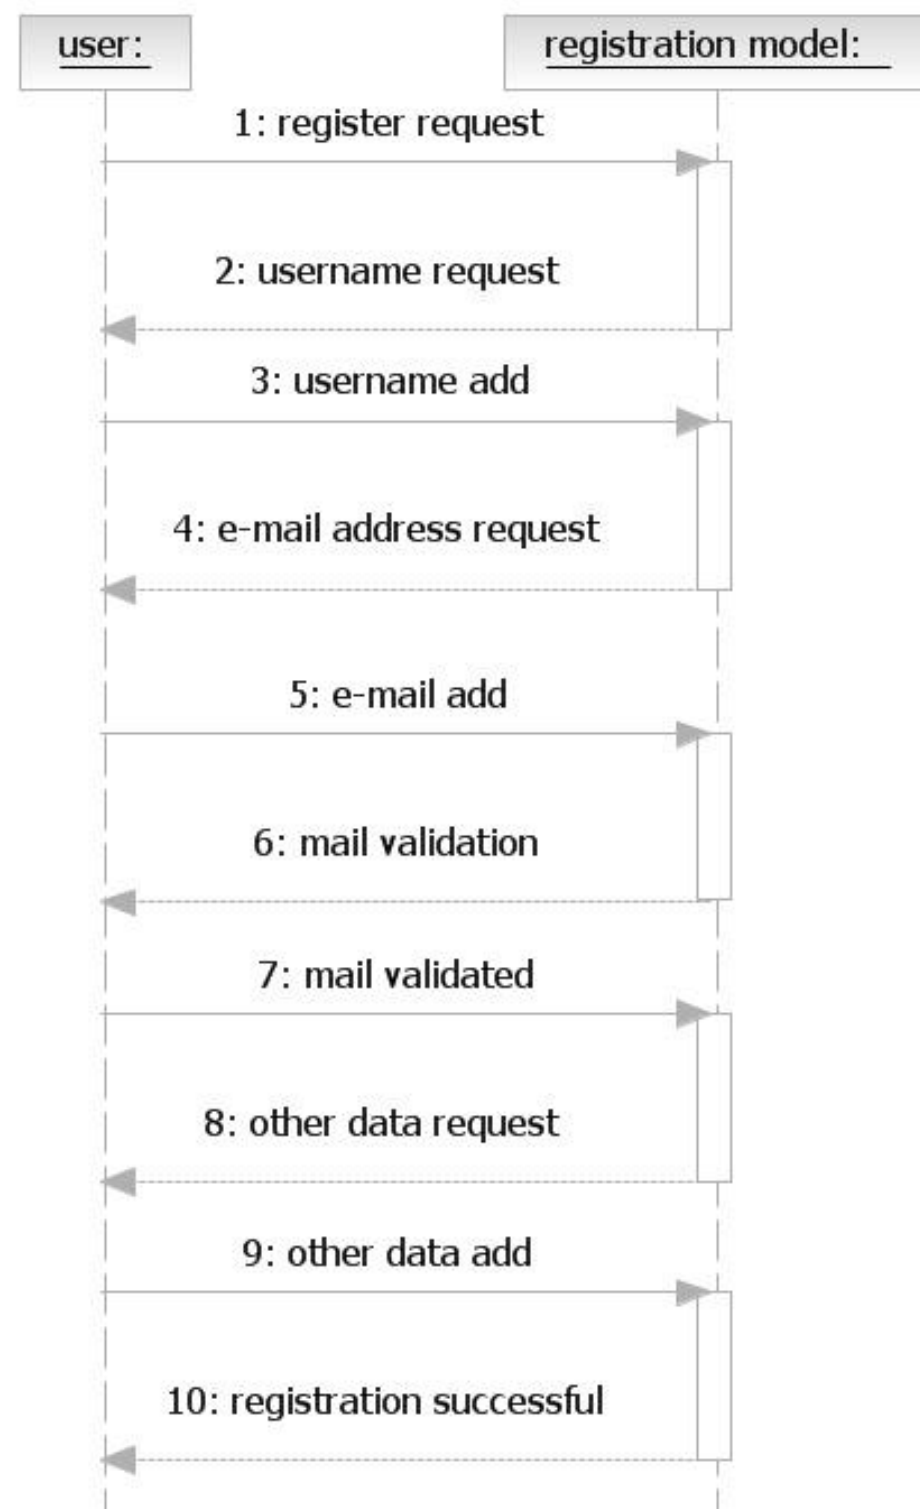 user:
registration model:
1: register request
2: username request
3: username add
4: e-mail address request
5: e-mail add
6: mail validation
7: mail validated
8: other data request
9: other data add
10: registration successful